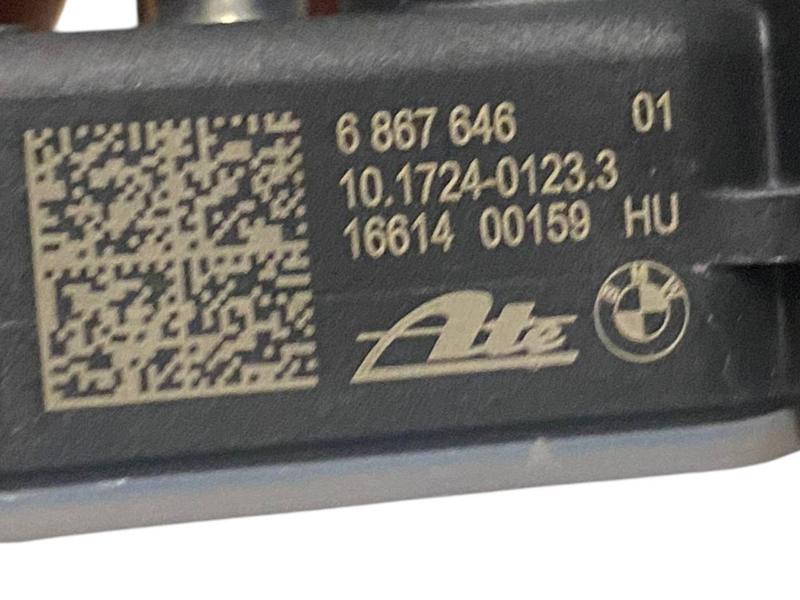 6 867 646 01
10.1724-0123.3
16614 00159 HU
Ate
BMW